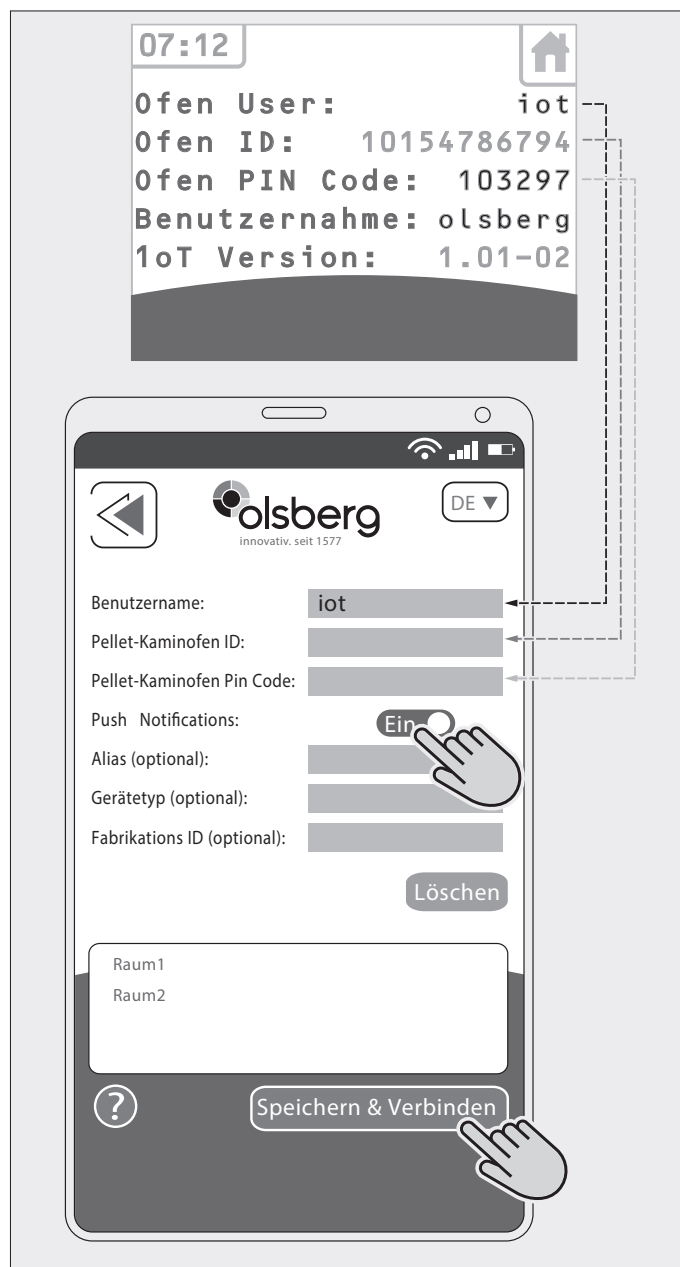 07:12
Ofen User: iot
Ofen ID: 10154786794
Ofen PIN Code: 103297
Benutzernahme: olsberg
1oT Version: 1.01-02
olsberg
innovativ. seit 1577
DE ▼
Benutzername: iot
Pellet-Kaminofen ID:
Pellet-Kaminofen Pin Code:
Push Notifications: Ein
Alias (optional):
Gerätetyp (optional):
Fabrikations ID (optional):
Löschen
Raum1
Raum2
? Speichern & Verbinden